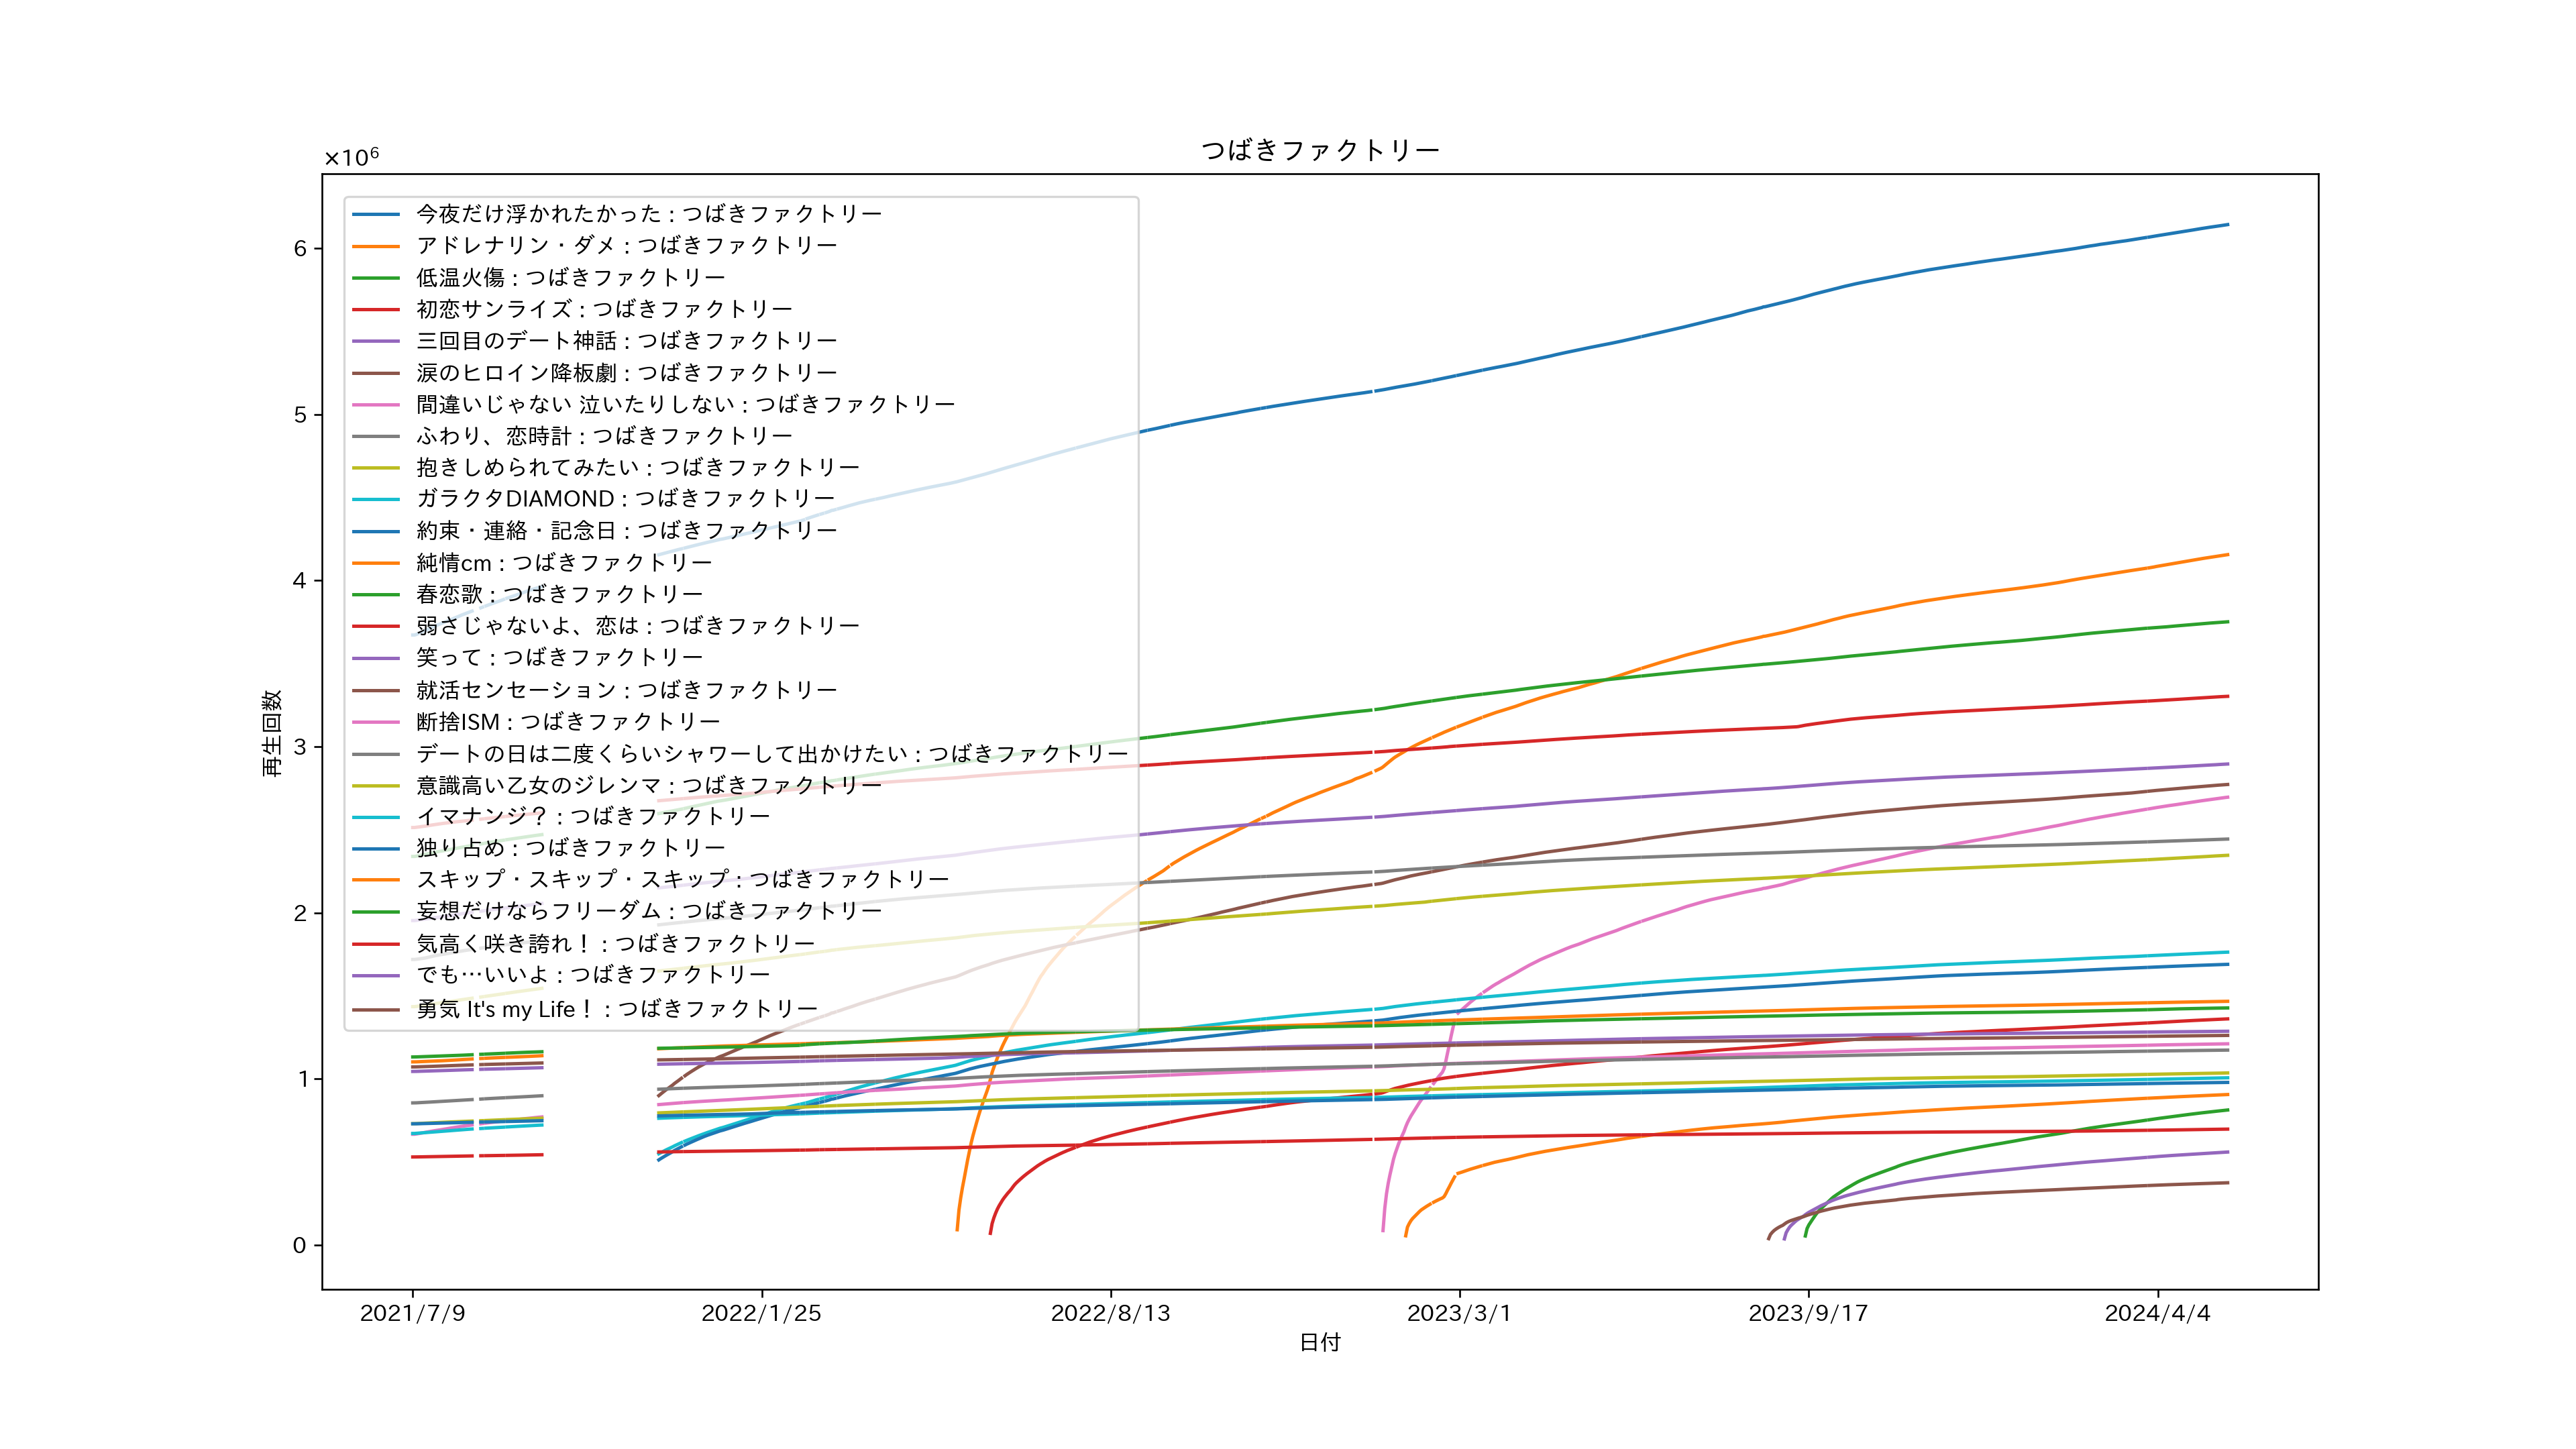 つばきファクトリー
×10⁶
今夜だけ浮かれたかった : つばきファクトリー
アドレナリン・ダメ : つばきファクトリー
低温火傷 : つばきファクトリー
初恋サンライズ : つばきファクトリー
三回目のデート神話 : つばきファクトリー
涙のヒロイン降板劇 : つばきファクトリー
間違いじゃない 泣いたりしない : つばきファクトリー
ふわり、恋時計 : つばきファクトリー
抱きしめられてみたい : つばきファクトリー
ガラクタDIAMOND : つばきファクトリー
約束・連絡・記念日 : つばきファクトリー
純情cm : つばきファクトリー
春恋歌 : つばきファクトリー
弱さじゃないよ、恋は : つばきファクトリー
笑って : つばきファクトリー
就活センセーション : つばきファクトリー
断捨ISM : つばきファクトリー
デートの日は二度くらいシャワーして出かけたい : つばきファクトリー
意識高い乙女のジレンマ : つばきファクトリー
イマナンジ？ : つばきファクトリー
独り占め : つばきファクトリー
スキップ・スキップ・スキップ : つばきファクトリー
妄想だけならフリーダム : つばきファクトリー
気高く咲き誇れ！ : つばきファクトリー
でも…いいよ : つばきファクトリー
勇気 It's my Life！ : つばきファクトリー
6
5
4
3
2
1
0
再生回数
2021/7/9
2022/1/25
2022/8/13
2023/3/1
2023/9/17
2024/4/4
日付